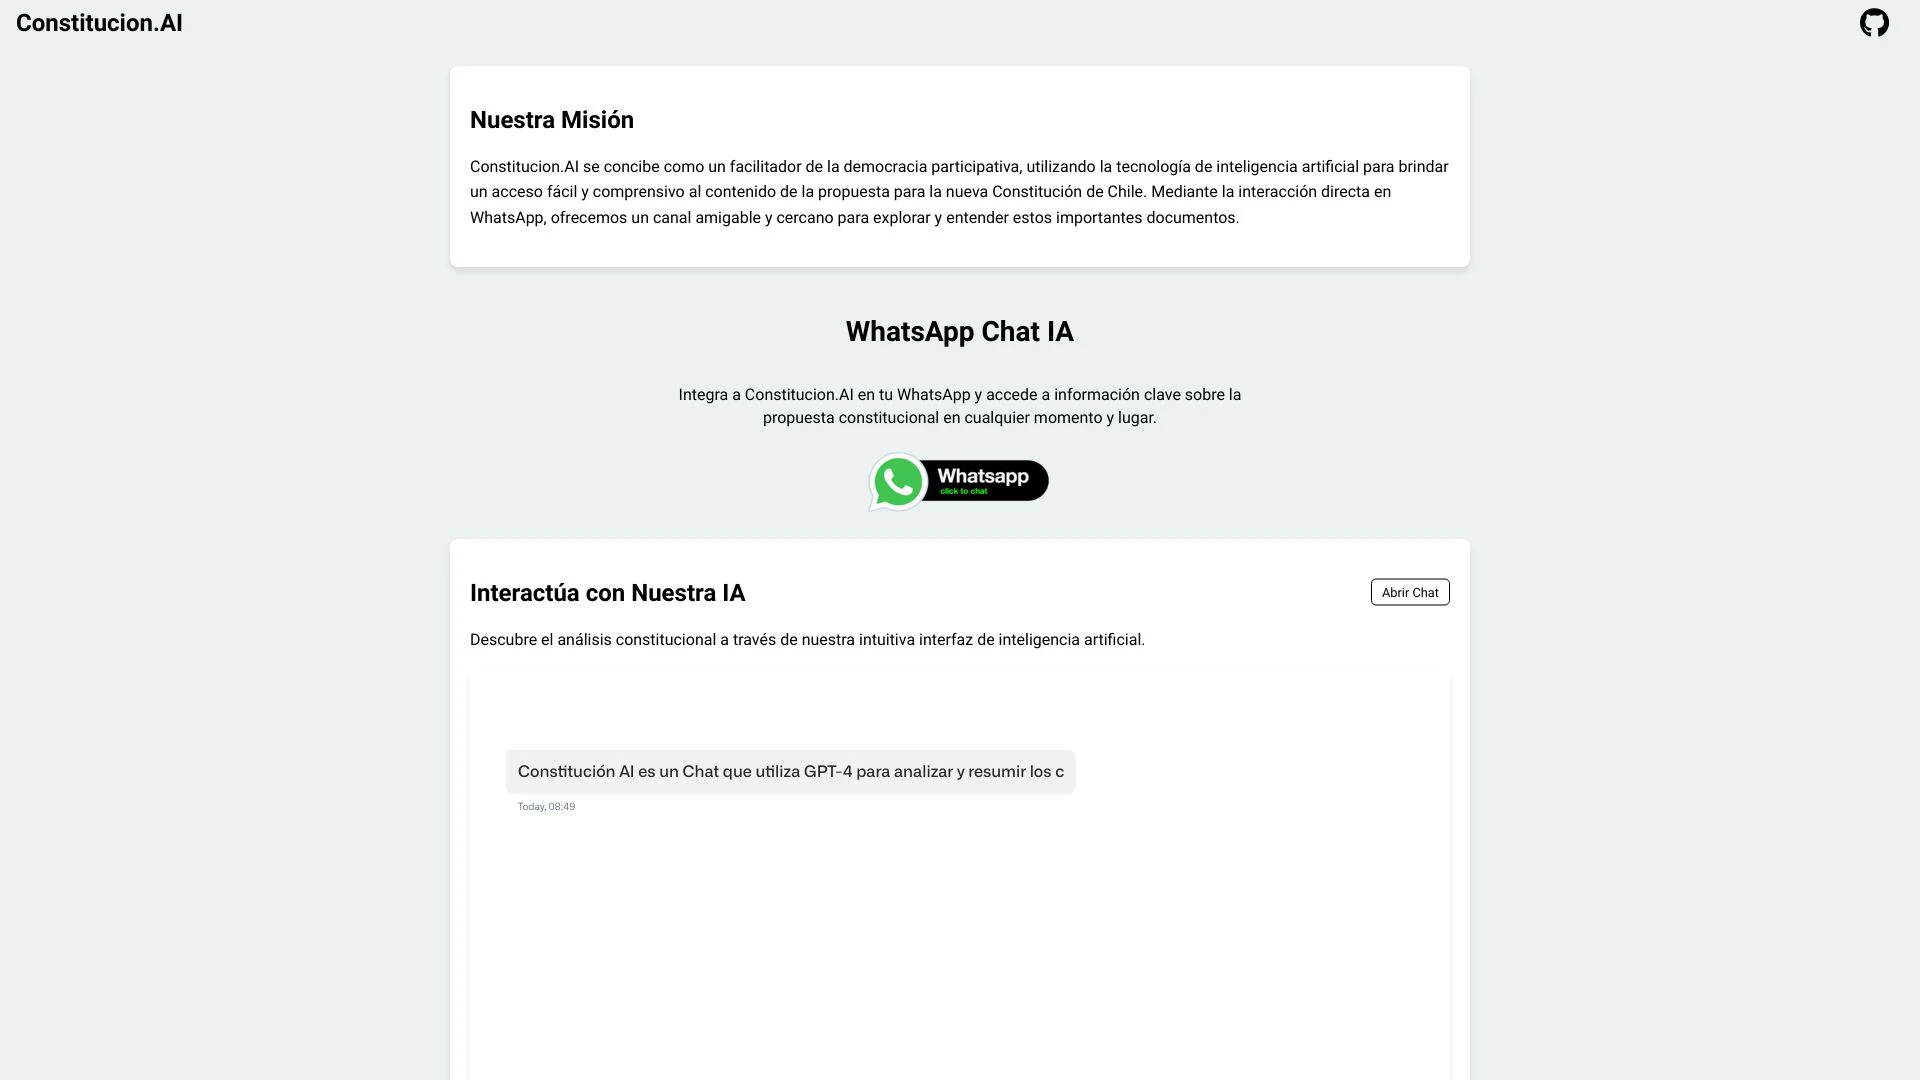 Constitucion.AI
Nuestra Misión
Constitucion.AI se concibe como un facilitador de la democracia participativa, utilizando la tecnología de inteligencia artificial para brindar
un acceso fácil y comprensivo al contenido de la propuesta para la nueva Constitución de Chile. Mediante la interacción directa en
WhatsApp, ofrecemos un canal amigable y cercano para explorar y entender estos importantes documentos.
WhatsApp Chat IA
Integra a Constitucion.AI en tu WhatsApp y accede a información clave sobre la
propuesta constitucional en cualquier momento y lugar.
Whatsapp
click to chat
Interactúa con Nuestra IA
Abrir Chat
Descubre el análisis constitucional a través de nuestra intuitiva interfaz de inteligencia artificial.
Constitución AI es un Chat que utiliza GPT-4 para analizar y resumir los c
Today, 08:49